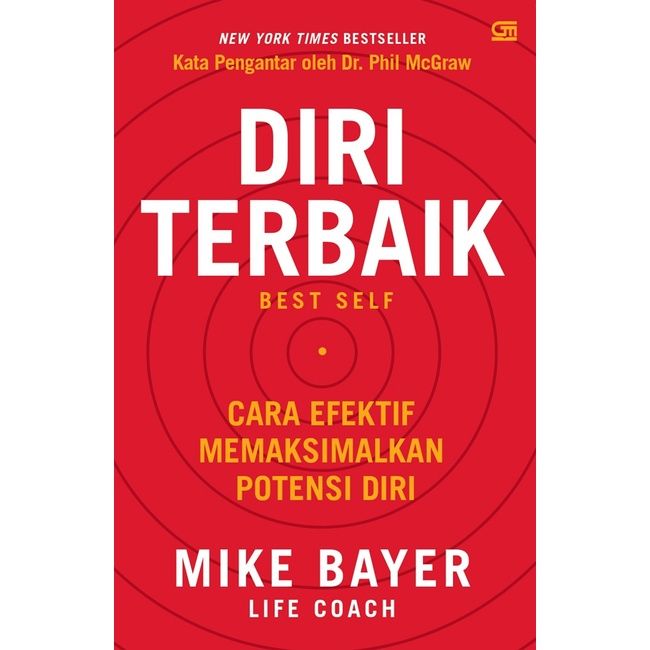 NEW YORK TIMES BESTSELLER
Kata Pengantar oleh Dr. Phil McGraw
DIRI
TERBAIK
BEST SELF
CARA EFEKTIF
MEMAKSIMALKAN
POTENSI DIRI
MIKE BAYER
LIFE COACH